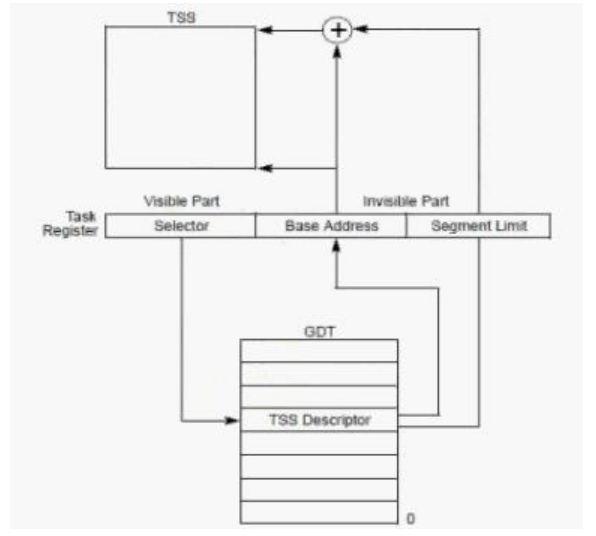 TSS
+
Visible Part
Invisible Part
Task
Register
Selector
Base Address
Segment Limit
GDT
TSS Descriptor
0